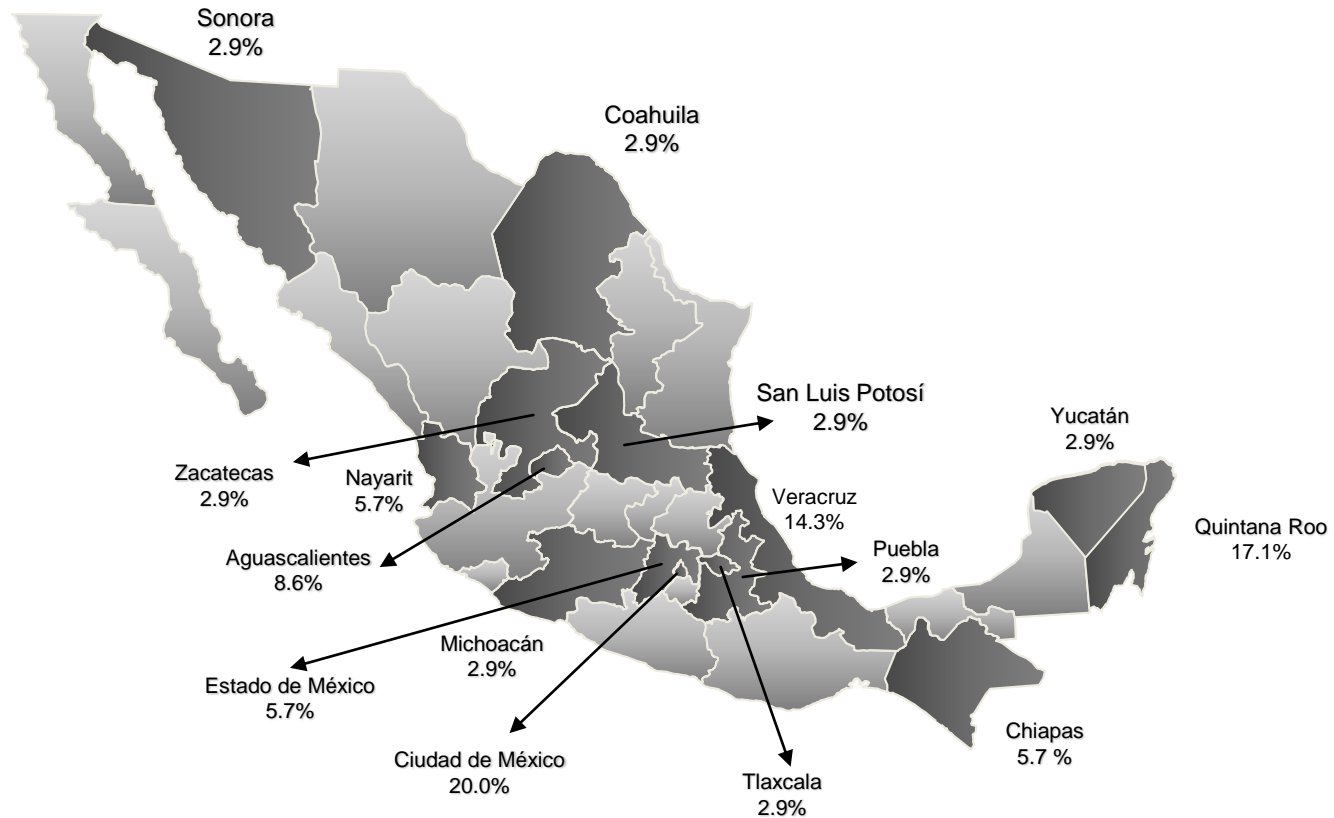 Sonora
2.9%
Coahuila
2.9%
San Luis Potosí
2.9%
Yucatán
2.9%
Zacatecas
2.9%
Nayarit
5.7%
Veracruz
14.3%
Quintana Roo
17.1%
Aguascalientes
8.6%
Puebla
2.9%
Michoacán
2.9%
Estado de México
5.7%
Chiapas
5.7 %
Ciudad de México
20.0%
Tlaxcala
2.9%